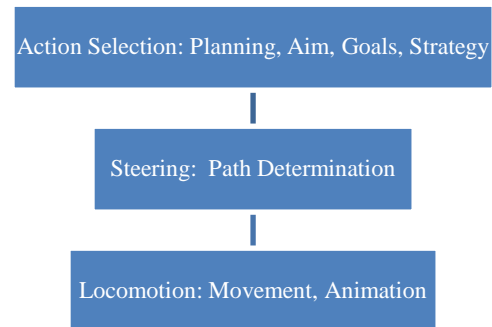 Action Selection: Planning, Aim, Goals, Strategy
Steering: Path Determination
Locomotion: Movement, Animation